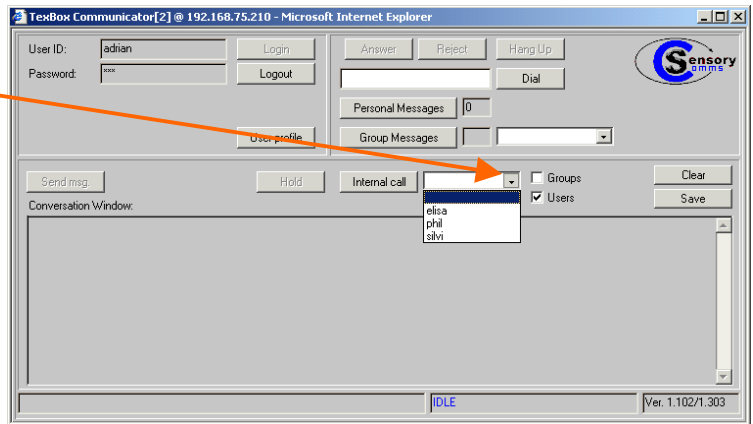 TexBox Communicator[2] @ 192.168.75.210 - Microsoft Internet Explorer
User ID: adrian Login
Password: *** Logout
User profile
Answer Reject Hang Up
Dial
Personal Messages 0
Group Messages
Sensory
Comms
Send msg. Hold Internal call Groups Clear
Users Save
Conversation Window:
elisa
phil
silvi
IDLE Ver. 1.102/1.303